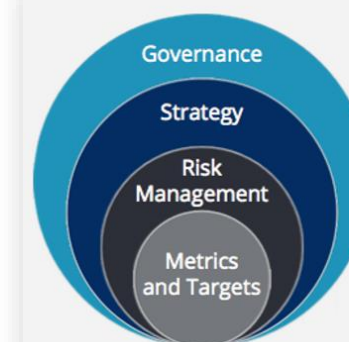 Governance
Strategy
Risk
Management
Metrics
and Targets